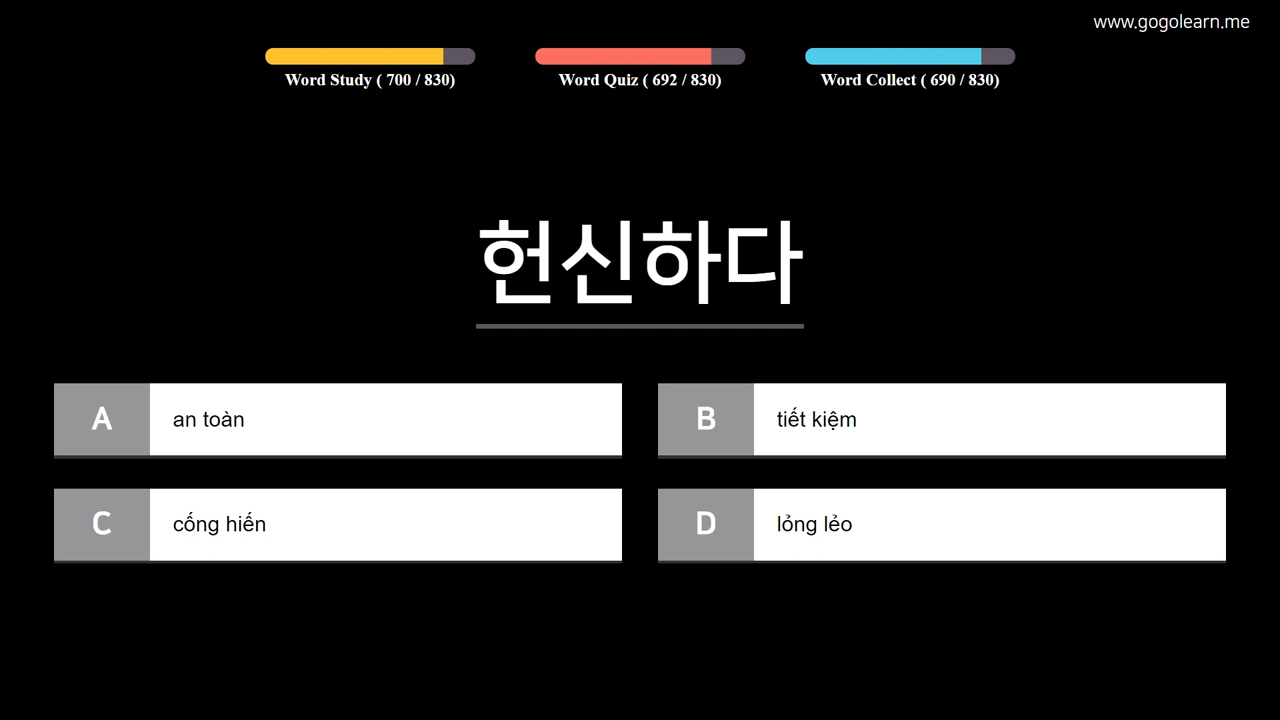 www.gogolearn.me
Word Study ( 700 / 830)
Word Quiz ( 692 / 830)
Word Collect ( 690 / 830)
헌신하다
A an toàn
B tiết kiệm
C cống hiến
D lỏng lẻo